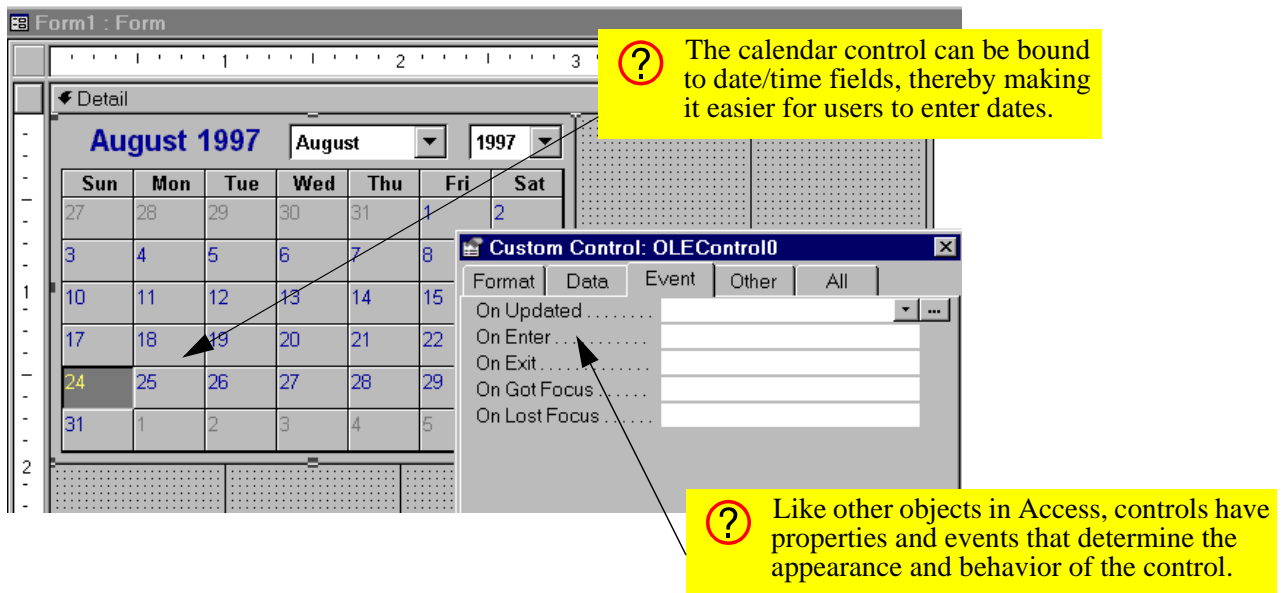 Form1 : Form
1 2 3
Detail
August 1997 August 1997
Sun Mon Tue Wed Thu Fri Sat
27 28 29 30 31 1 2
3 4 5 6 7 8
10 11 12 13 14 15
17 18 19 20 21 22
24 25 26 27 28 29
31 1 2 3 4 5
1
2
? The calendar control can be bound
to date/time fields, thereby making
it easier for users to enter dates.
Custom Control: OLEControl0
Format Data Event Other All
On Updated ........
On Enter ...........
On Exit .............
On Got Focus ......
On Lost Focus ......
? Like other objects in Access, controls have
properties and events that determine the
appearance and behavior of the control.